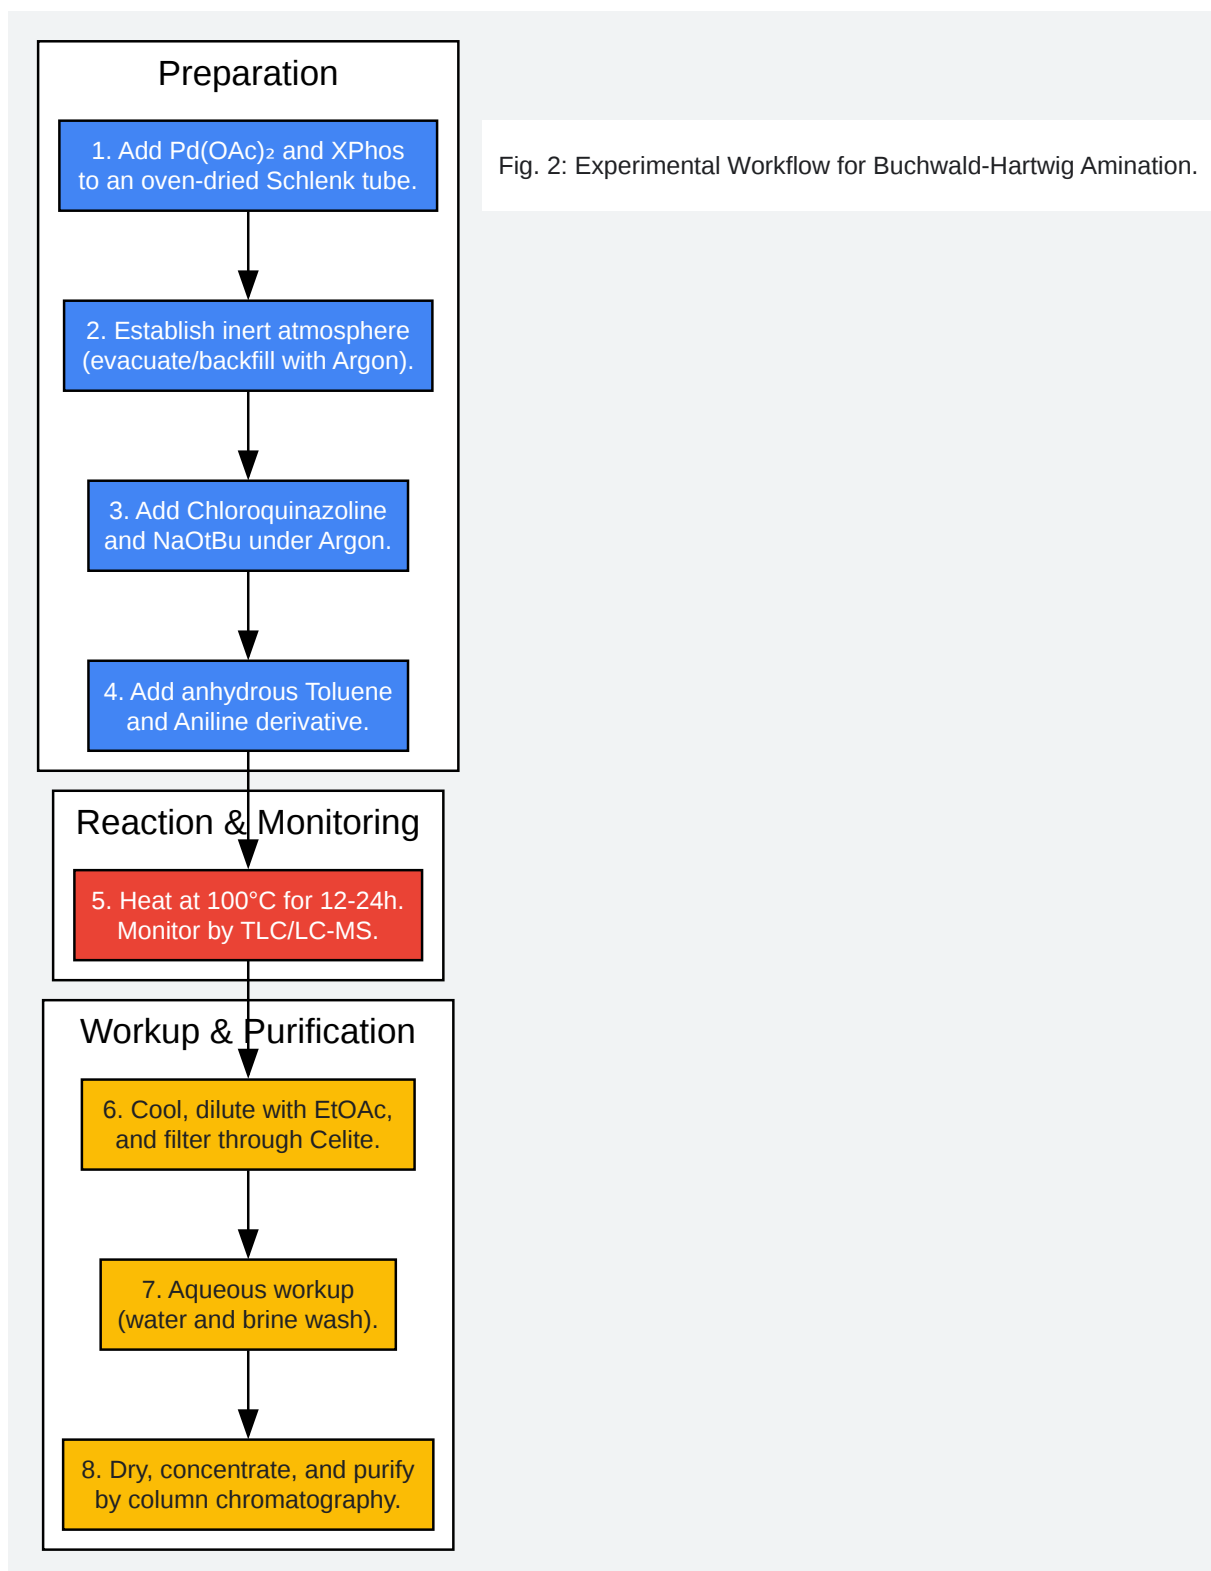 Preparation
1. Add Pd(OAc)₂ and XPhos
to an oven-dried Schlenk tube.
Fig. 2: Experimental Workflow for Buchwald-Hartwig Amination.
2. Establish inert atmosphere
(evacuate/backfill with Argon).
3. Add Chloroquinazoline
and NaOtBu under Argon.
4. Add anhydrous Toluene
and Aniline derivative.
Reaction & Monitoring
5. Heat at 100°C for 12-24h.
Monitor by TLC/LC-MS.
Workup & Purification
6. Cool, dilute with EtOAc,
and filter through Celite.
7. Aqueous workup
(water and brine wash).
8. Dry, concentrate, and purify
by column chromatography.